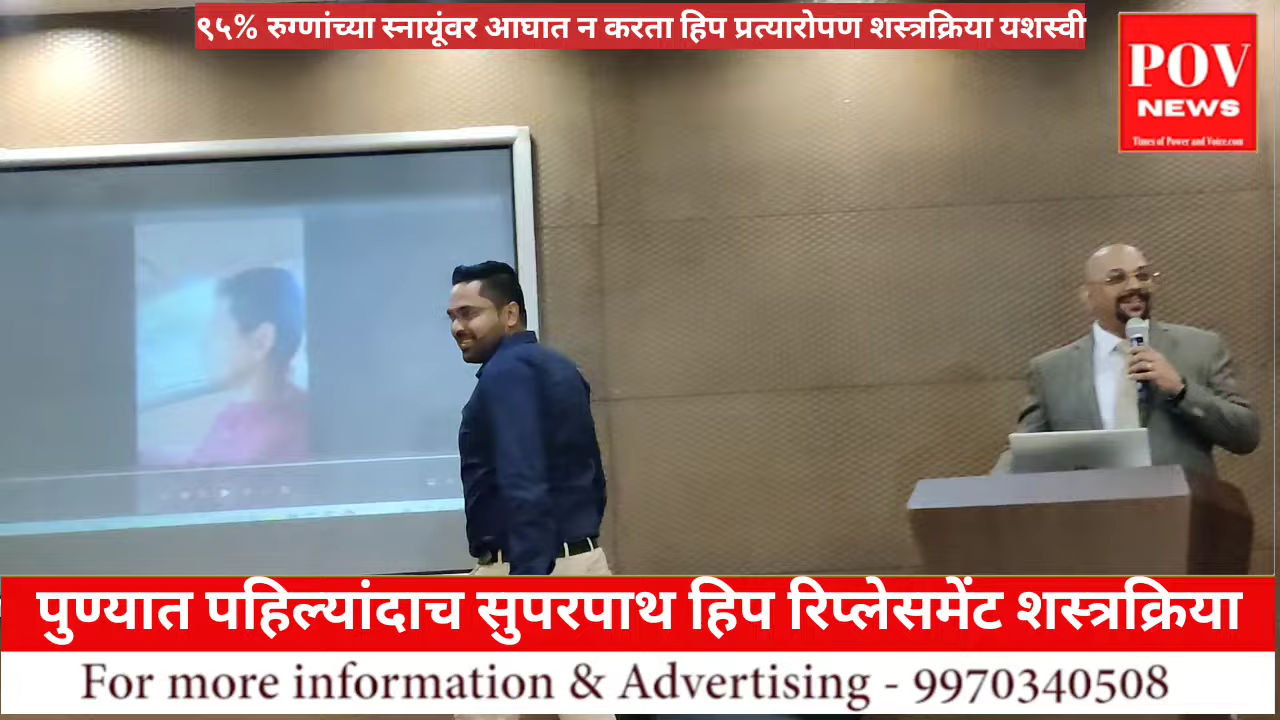 ९५% रुग्णांच्या स्नायूंवर आघात न करता हिप प्रत्यारोपण शस्त्रक्रिया यशस्वी
POV
NEWS
Times of Power and Voice.com
पुण्यात पहिल्यांदाच सुपरपाथ हिप रिप्लेसमेंट शस्त्रक्रिया
For more information & Advertising - 9970340508